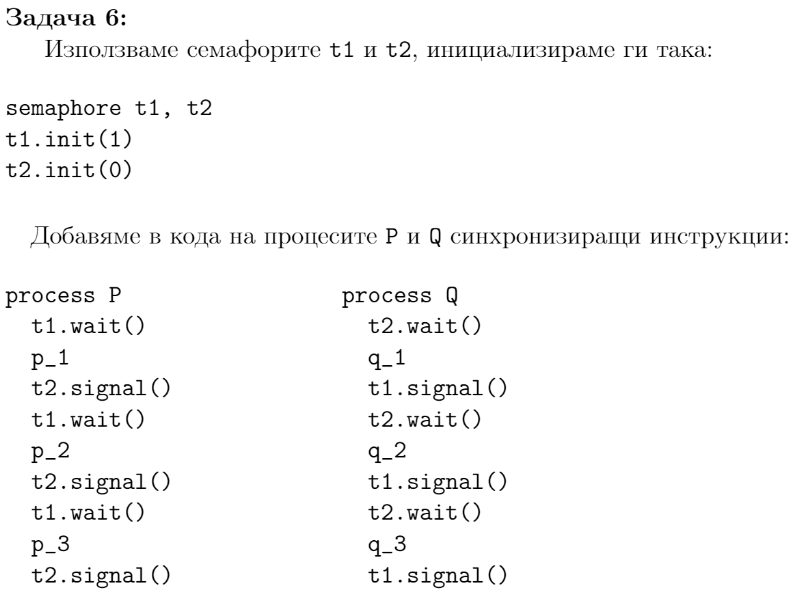 Задача 6:
Използваме семафорите t1 и t2, инициализираме ги така:
semaphore t1, t2
t1.init(1)
t2.init(0)
Добавяме в кода на процесите P и Q синхронизиращи инструкции:
process P process Q
t1.wait() t2.wait()
p_1 q_1
t2.signal() t1.signal()
t1.wait() t2.wait()
p_2 q_2
t2.signal() t1.signal()
t1.wait() t2.wait()
p_3 q_3
t2.signal() t1.signal()